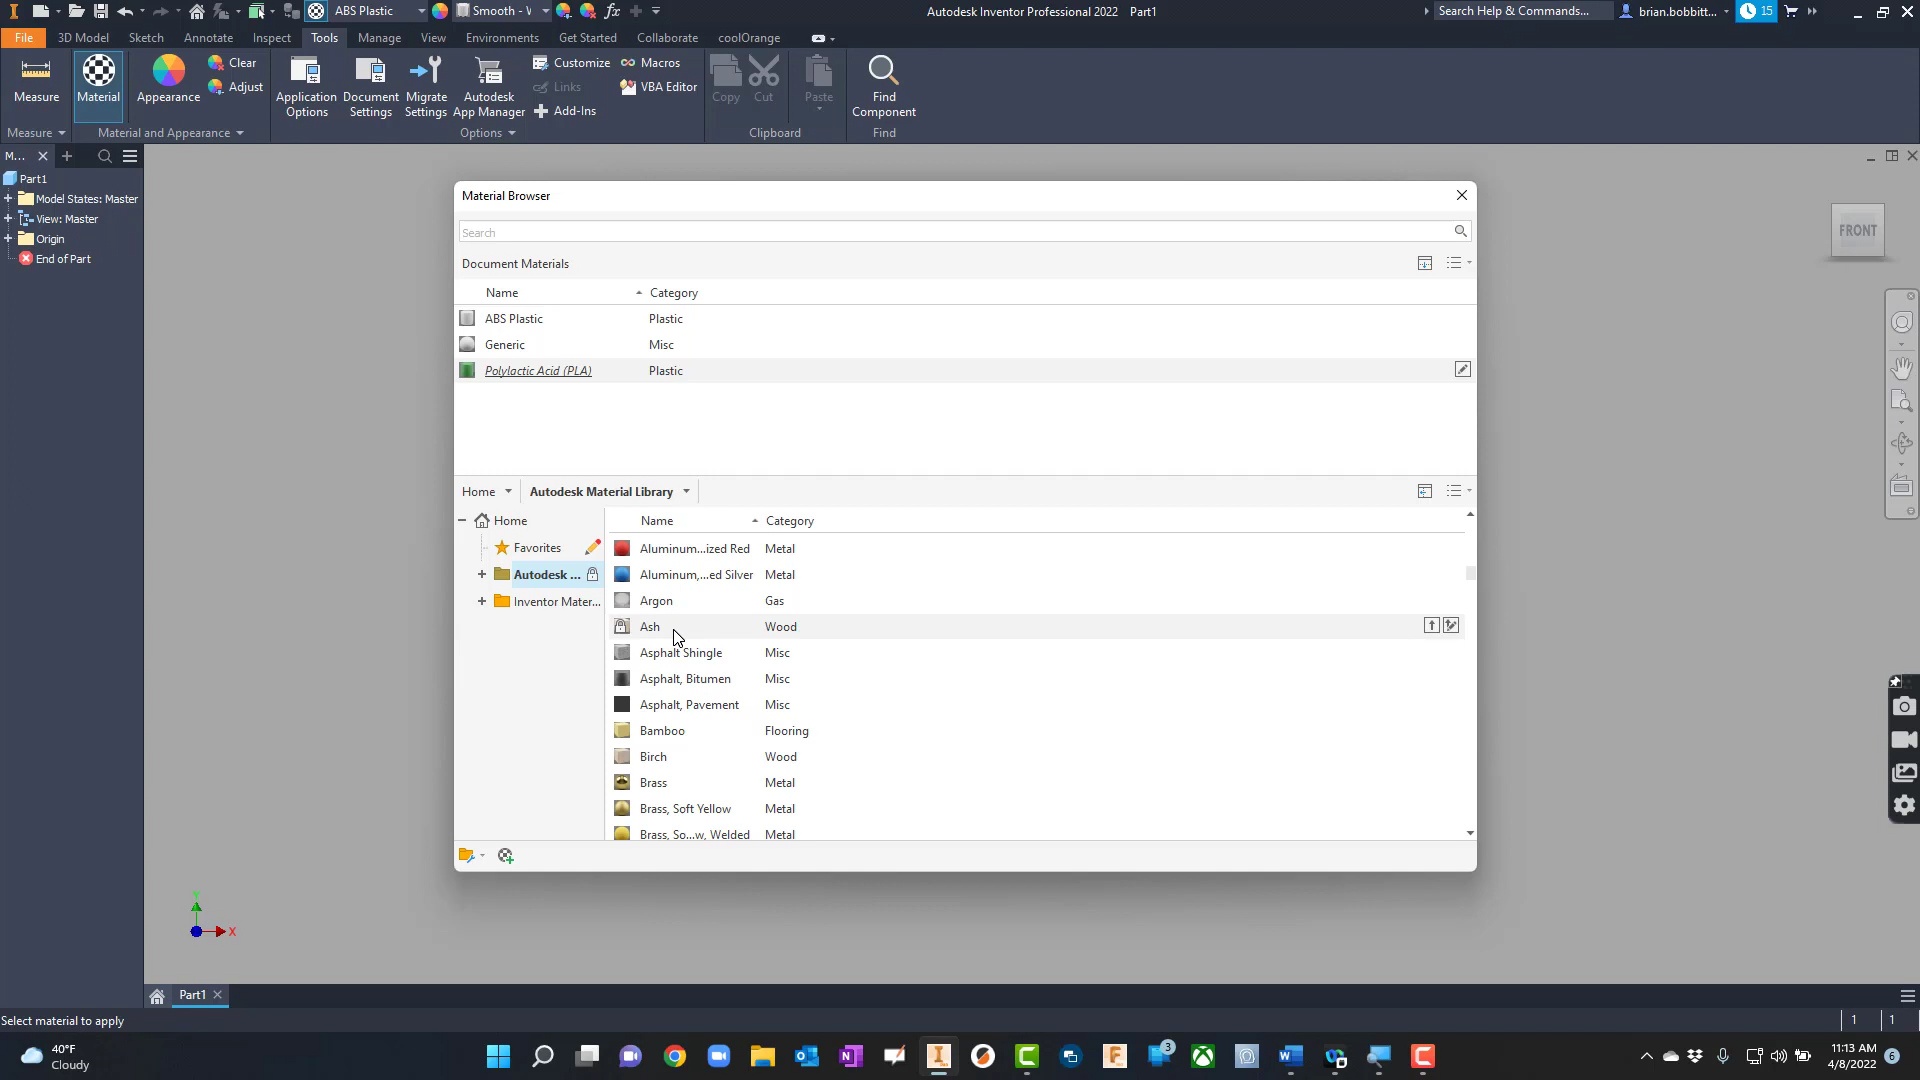 ABS Plastic
Smooth - \
fx
Autodesk Inventor Professional 2022 Part1
Search Help & Commands...
brian.bobbitt...
15
File
3D Model
Sketch
Annotate
Inspect
Tools
Manage
View
Environments
Get Started
Collaborate
coolOrange
Measure
Material
Appearance
Clear
Adjust
Application Options
Document Settings
Migrate Settings
Autodesk App Manager
Customize
Links
Add-Ins
Macros
VBA Editor
Copy
Cut
Paste
Find Component
Measure
Material and Appearance
Options
Clipboard
Find
M...
Part1
Model States: Master
View: Master
Origin
End of Part
FRONT
Material Browser
Search
Document Materials
Name Category
ABS Plastic Plastic
Generic Misc
Polylactic Acid (PLA) Plastic
Home Autodesk Material Library
Home
Favorites
Autodesk ...
Inventor Mater...
Name Category
Aluminum...ized Red Metal
Aluminum,...ed Silver Metal
Argon Gas
Ash Wood
Asphalt Shingle Misc
Asphalt, Bitumen Misc
Asphalt, Pavement Misc
Bamboo Flooring
Birch Wood
Brass Metal
Brass, Soft Yellow Metal
Brass, So...w, Welded Metal
Y
X
Part1
Select material to apply
1 1
40°F
Cloudy
3
11:13 AM
4/8/2022
6